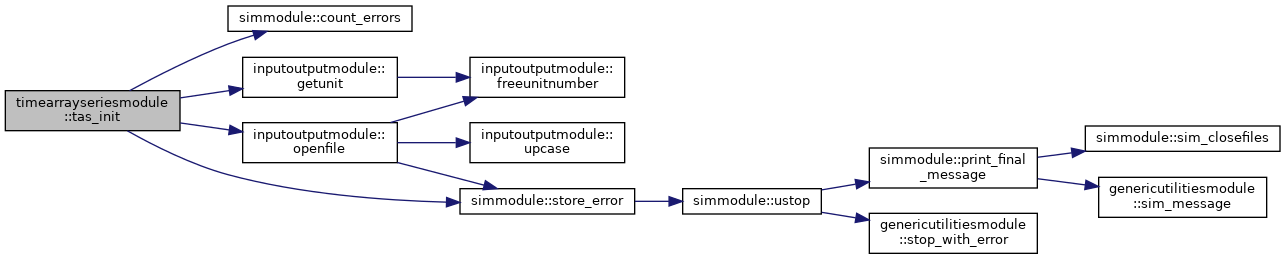 timearrayseriesmodule
::tas_init
simmodule::count_errors
inputoutputmodule::
getunit
inputoutputmodule::
openfile
inputoutputmodule::
freeunitnumber
inputoutputmodule::
upcase
simmodule::store_error
simmodule::ustop
simmodule::print_final
_message
genericutilitiesmodule
::stop_with_error
simmodule::sim_closefiles
genericutilitiesmodule
::sim_message